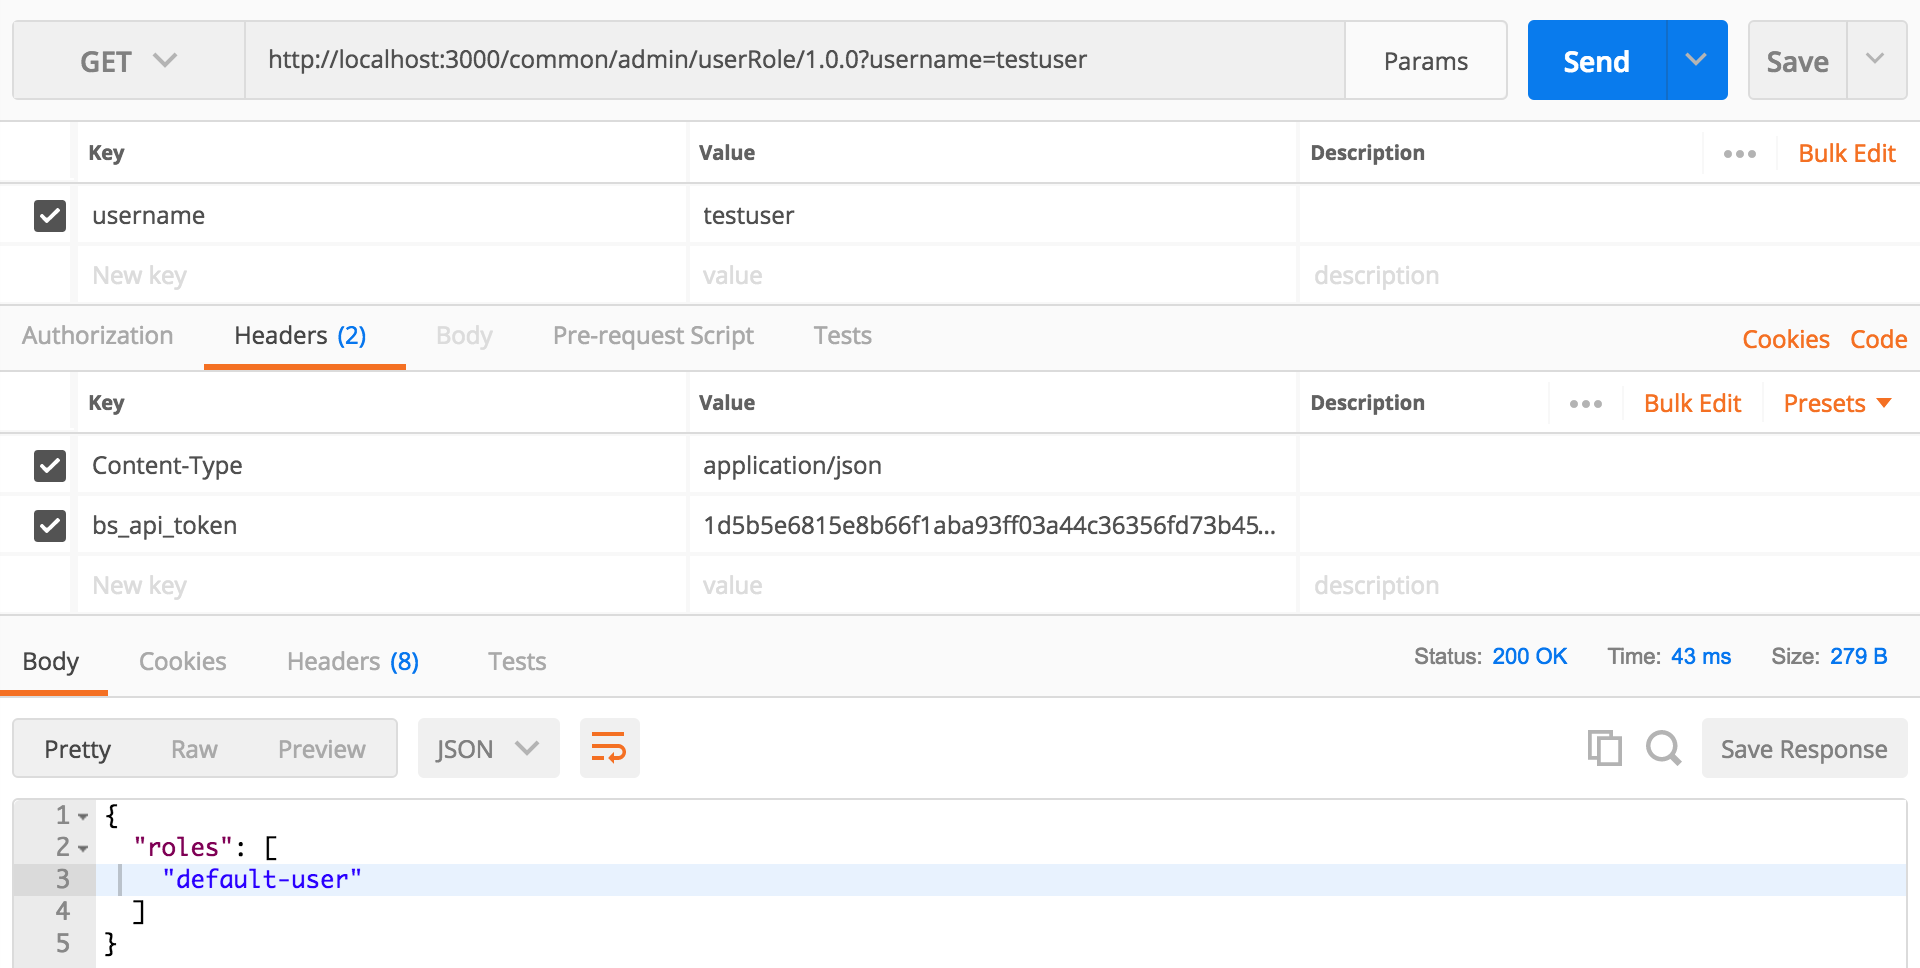 GET http://localhost:3000/common/admin/userRole/1.0.0?username=testuser Params Send Save
Key Value Description Bulk Edit
username testuser
New key value description
Authorization Headers (2) Body Pre-request Script Tests Cookies Code
Key Value Description Bulk Edit Presets
Content-Type application/json
bs_api_token 1d5b5e6815e8b66f1aba93ff03a44c36356fd73b45...
New key value description
Body Cookies Headers (8) Tests Status: 200 OK Time: 43 ms Size: 279 B
Pretty Raw Preview JSON Save Response
1 {
2 "roles": [
3 "default-user"
4 ]
5 }